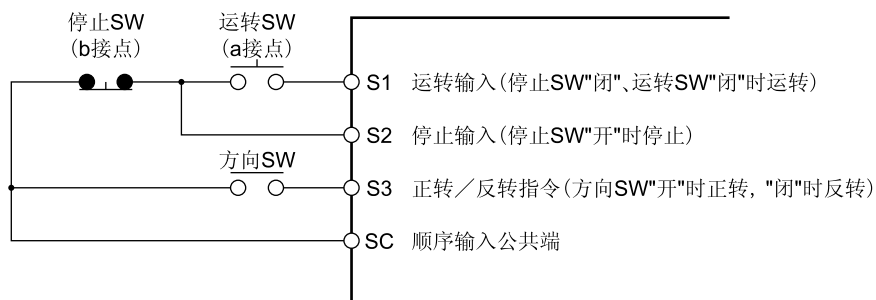 停止SW
(b接点)
运转SW
(a接点)
S1 运转输入(停止SW"闭"、运转SW"闭"时运转)
S2 停止输入(停止SW"开"时停止)
方向SW
S3 正转／反转指令(方向SW"开"时正转, "闭"时反转)
SC 顺序输入公共端